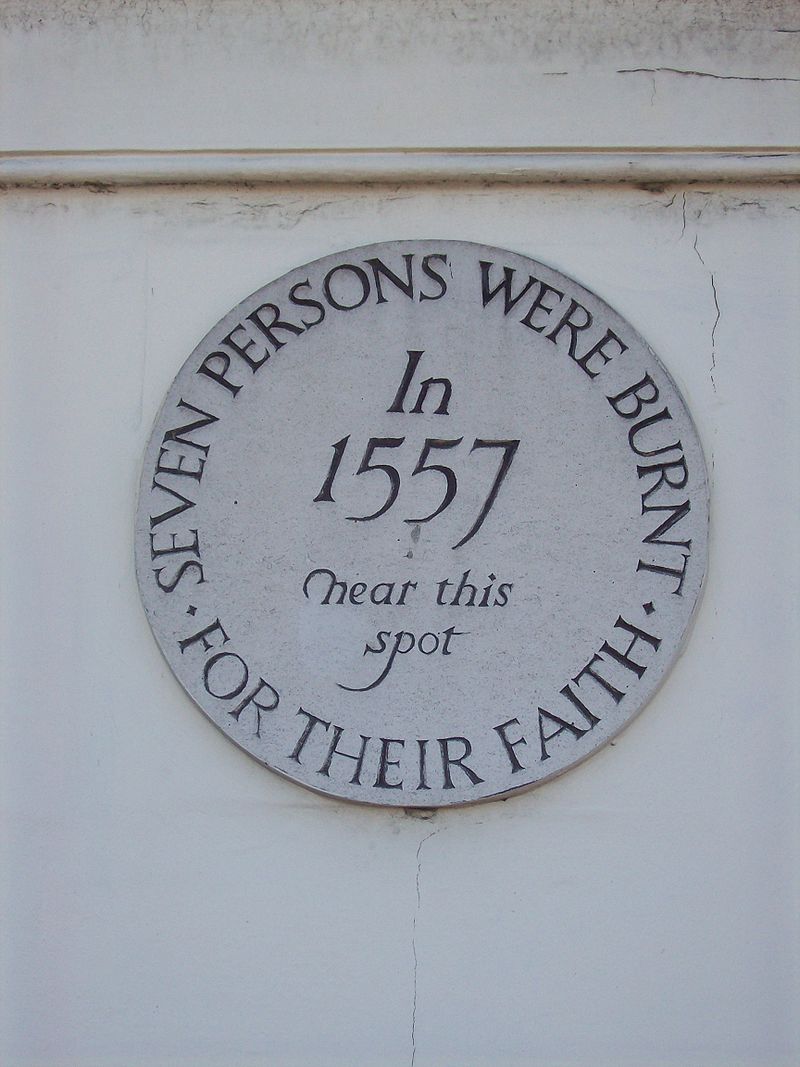 In
1557
near this
spot
SEVEN PERSONS WERE BURNT
· FOR THEIR FAITH ·